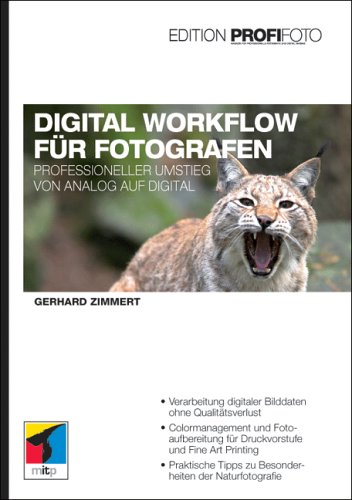 EDITION PROFIFOTO
DIGITAL WORKFLOW
FÜR FOTOGRAFEN
PROFESSIONELLER UMSTIEG
VON ANALOG AUF DIGITAL
GERHARD ZIMMERT
• Verarbeitung digitaler Bilddaten
ohne Qualitätsverlust
• Colormanagement und Foto-
aufbereitung für Druckvorstufe
und Fine Art Printing
• Praktische Tipps zu Besonder-
heiten der Naturfotografie
mitp